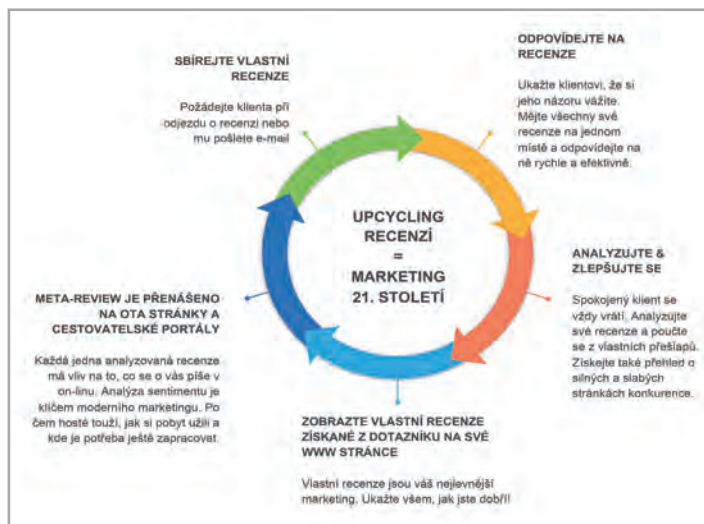 SBÍREJTE VLASTNÍ
RECENZE
Požádejte klienta při
odjezdu o recenzi nebo
mu pošlete e-mail
ODPOVÍDEJTE NA
RECENZE
Ukažte klientovi, že si
jeho názoru vážíte.
Mějte všechny své
recenze na jednom
místě a odpovídejte na
ně rychle a efektivně.
UPCYCLING
RECENZÍ
=
MARKETING
21. STOLETÍ
ANALYZUJTE &
ZLEPŠUJTE SE
Spokojený klient se
vždy vrátí. Analyzujte
své recenze a poučte
se z vlastních přešlapů.
Získejte také přehled o
silných a slabých
stránkách konkurence.
META-REVIEW JE PŘENÁŠENO
NA OTA STRÁNKY A
CESTOVATELSKÉ PORTÁLY
Každá jedna analyzovaná recenze
má vliv na to, co se o vás píše v
on-linu. Analýza sentimentu je
klíčem moderního marketingu. Po
čem hosté touží, jak si pobyt užili a
kde je potřeba ještě zapracovat.
ZOBRAZTE VLASTNÍ RECENZE
ZÍSKANÉ Z DOTAZNÍKU NA SVÉ
WWW STRÁNCE
Vlastní recenze jsou váš nejlevnější
marketing. Ukažte všem, jak jste dobří!